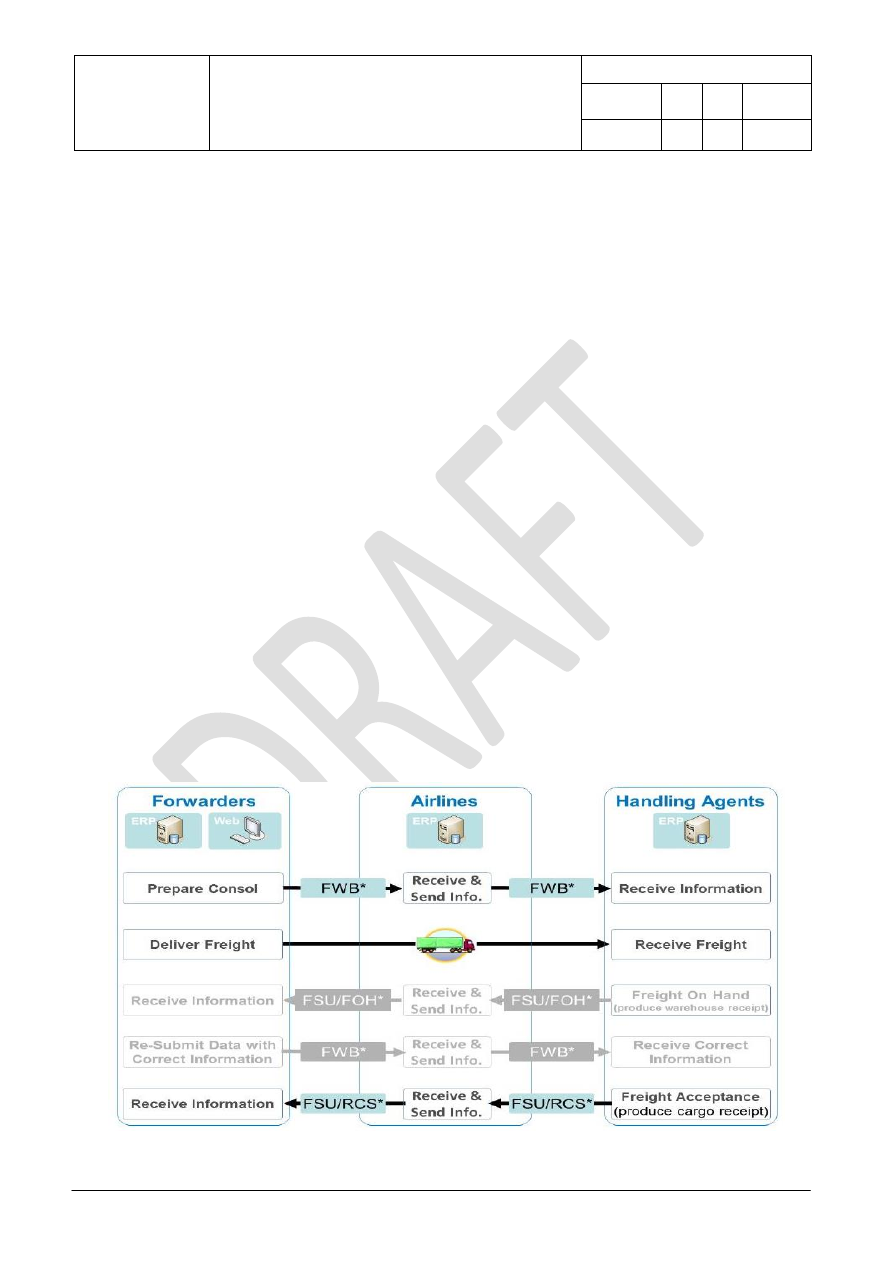 DRAFT
Forwarders
Airlines
Handling Agents
ERP
Web
ERP
ERP
Prepare Consol
FWB*
Receive &
Send Info.
FWB*
Receive Information
Deliver Freight
Receive Freight
Receive Information
FSU/FOH*
Receive &
Send Info.
FSU/FOH*
Freight On Hand
(produce warehouse receipt)
Re-Submit Data with
Correct Information
FWB*
Receive &
Send Info.
FWB*
Receive Correct
Information
Receive Information
FSU/RCS*
Receive &
Send Info.
FSU/RCS*
Freight Acceptance
(produce cargo receipt)